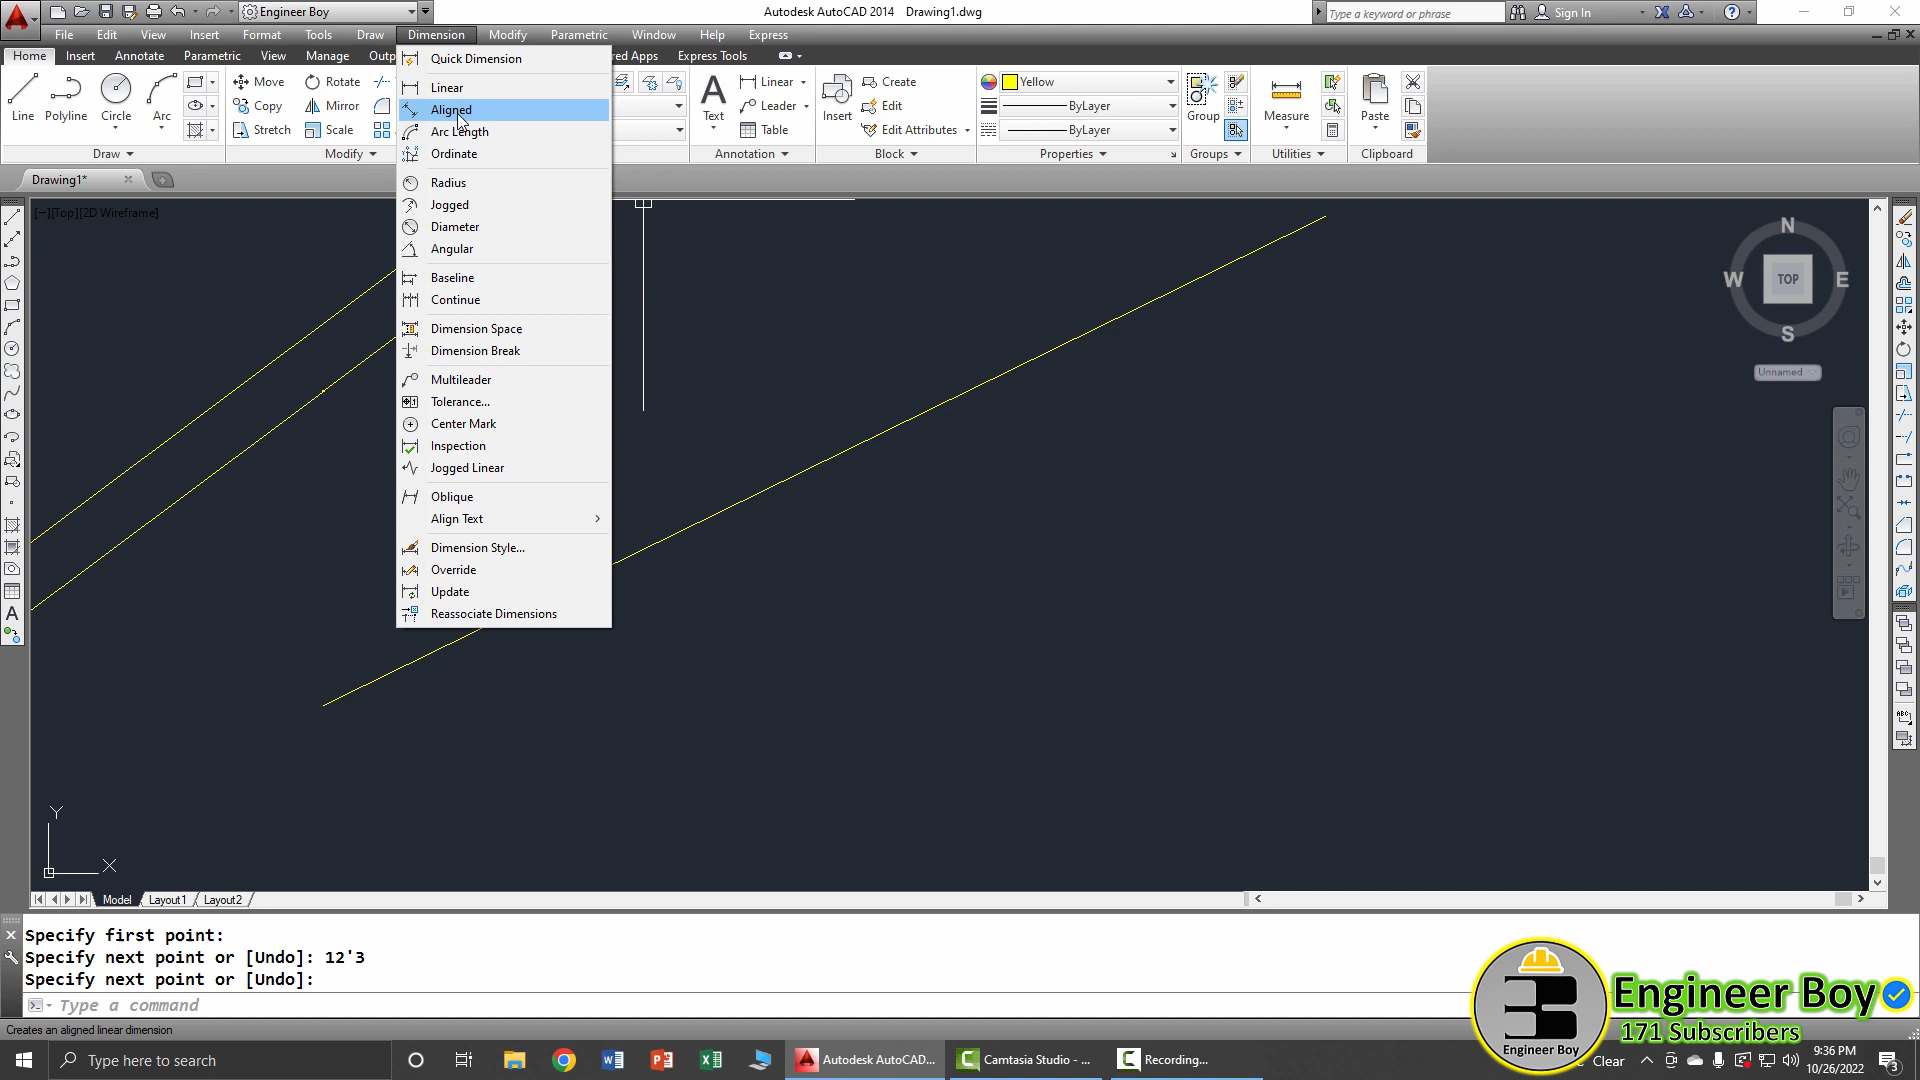 Engineer Boy
Autodesk AutoCAD 2014 Drawing1.dwg
Type a keyword or phrase
Sign In
File Edit View Insert Format Tools Draw Dimension Modify Parametric Window Help Express
Home Insert Annotate Parametric View Manage Outp
red Apps Express Tools
Line Polyline Circle Arc
Move Rotate
Copy Mirror
Stretch Scale
Draw
Modify
Text
Linear
Leader
Table
Annotation
Insert
Create
Edit
Edit Attributes
Block
Yellow
ByLayer
ByLayer
Properties
Group
Groups
Measure
Utilities
Paste
Clipboard
Drawing1*
[−][Top][2D Wireframe]
Quick Dimension
Linear
Aligned
Arc Length
Ordinate
Radius
Jogged
Diameter
Angular
Baseline
Continue
Dimension Space
Dimension Break
Multileader
Tolerance...
Center Mark
Inspection
Jogged Linear
Oblique
Align Text
Dimension Style...
Override
Update
Reassociate Dimensions
N
W TOP E
S
Unnamed
A
ABC
Y
X
Model Layout1 Layout2
Specify first point:
Specify next point or [Undo]: 12'3
Specify next point or [Undo]:
Type a command
Creates an aligned linear dimension
Engineer Boy
Engineer Boy
171 Subscribers
Type here to search
Autodesk AutoCAD...
Camtasia Studio - ...
Recording...
Clear
9:36 PM
10/26/2022
3